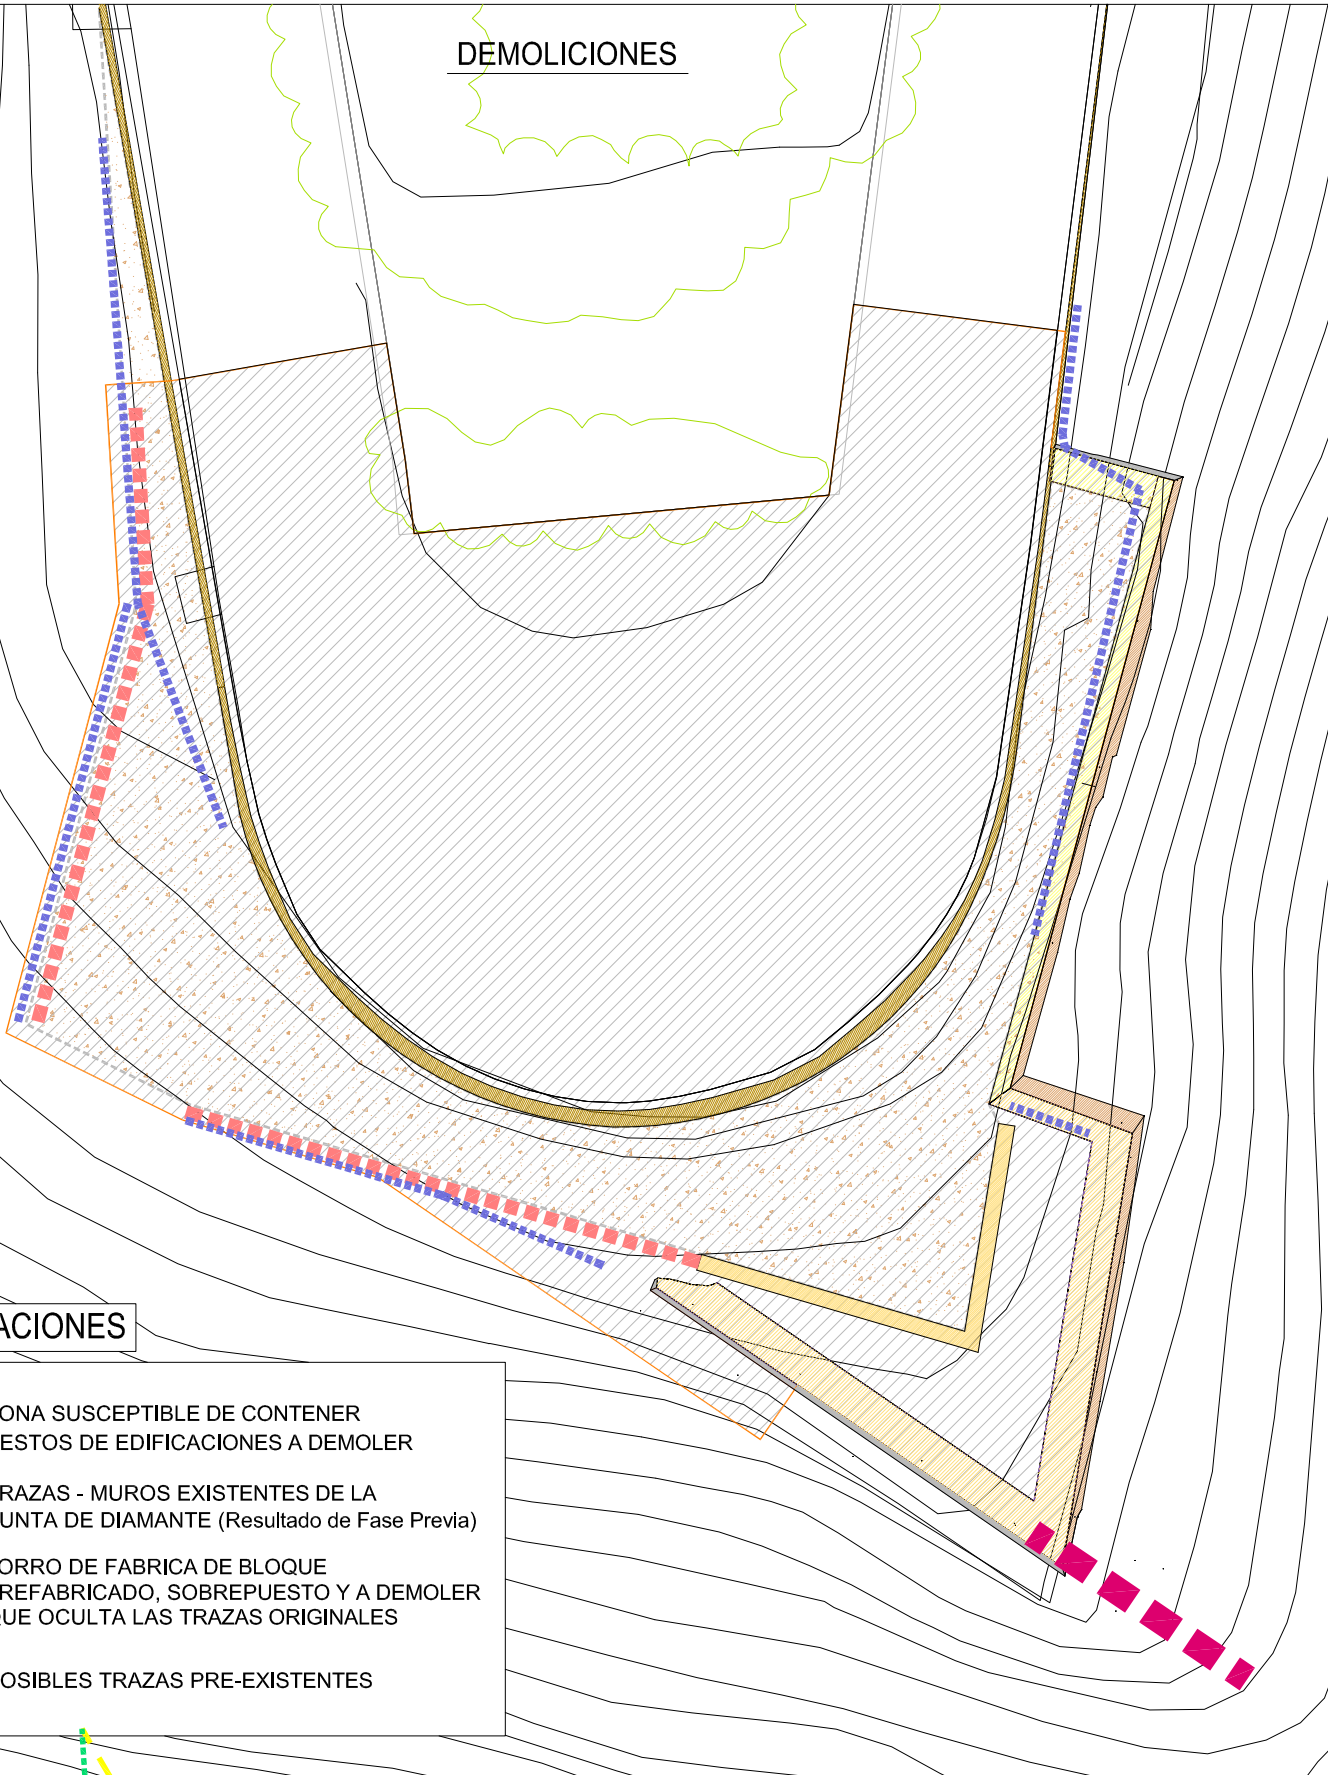 DEMOLICIONES
ACIONES
ONA SUSCEPTIBLE DE CONTENER
ESTOS DE EDIFICACIONES A DEMOLER
RAZAS - MUROS EXISTENTES DE LA
UNTA DE DIAMANTE (Resultado de Fase Previa)
ORRO DE FABRICA DE BLOQUE
REFABRICADO, SOBREPUESTO Y A DEMOLER
QUE OCULTA LAS TRAZAS ORIGINALES
OSIBLES TRAZAS PRE-EXISTENTES